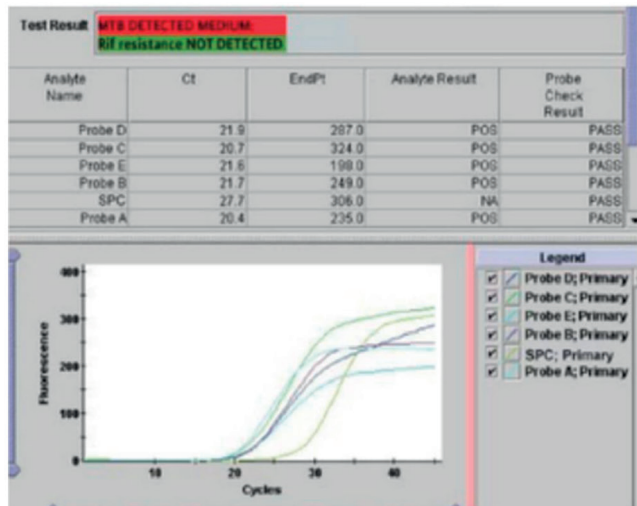 Test Result MTB DETECTED MEDIUM;
Rif resistance NOT DETECTED
Analyte Name Ct EndPt Analyte Result Probe Check Result
Probe D 21.9 287.0 POS PASS
Probe C 20.7 324.0 POS PASS
Probe E 21.6 198.0 POS PASS
Probe B 21.7 249.0 POS PASS
SPC 27.7 306.0 NA PASS
Probe A 20.4 235.0 POS PASS
Legend
Probe D; Primary
Probe C; Primary
Probe E; Primary
Probe B; Primary
SPC; Primary
Probe A; Primary
Fluorescence
400
300
200
100
0
10 20 30 40
Cycles